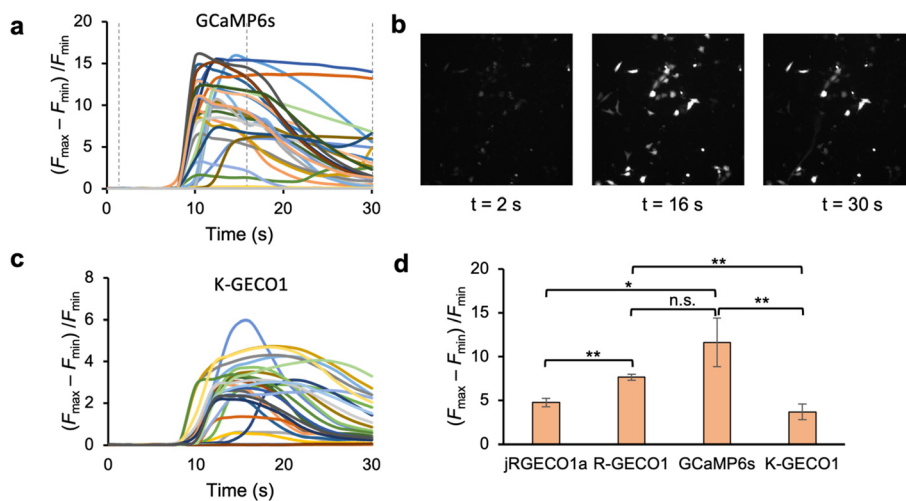 a
GCaMP6s
(Fmax – Fmin) /Fmin
20
15
10
5
0
0 10 20 30
Time (s)
b
t = 2 s t = 16 s t = 30 s
c
K-GECO1
(Fmax – Fmin) /Fmin
8
6
4
2
0
0 10 20 30
Time (s)
d
(Fmax – Fmin) /Fmin
20
15
10
5
0
**
*
n.s. **
**
jRGECO1a R-GECO1 GCaMP6s K-GECO1